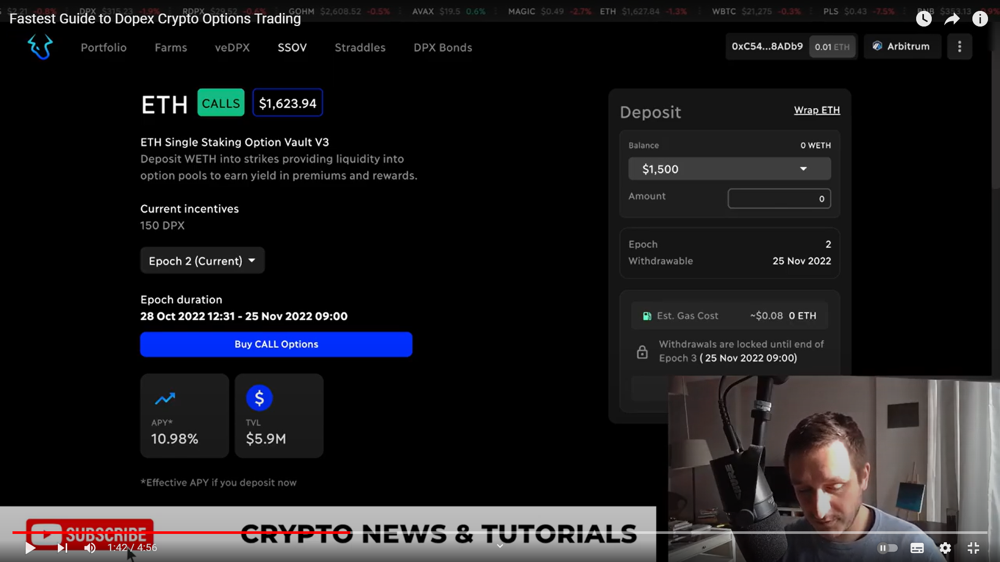 $2.21 -0.8% DPX $315.23 -1.9% RDPX $29.52 -0.6% GOHM $2,608.52 -0.5% AVAX $19.5 0.6% MAGIC $0.49 -2.7% ETH $1,627.84 -1.3% WBTC $21,275 -0.3% PLS $0.43 -7.5% BNB $353.13
Fastest Guide to Dopex Crypto Options Trading
Portfolio Farms veDPX SSOV Straddles DPX Bonds 0xC54...8ADb9 0.01 ETH Arbitrum
ETH CALLS $1,623.94
ETH Single Staking Option Vault V3
Deposit WETH into strikes providing liquidity into
option pools to earn yield in premiums and rewards.
Current incentives
150 DPX
Epoch 2 (Current)
Epoch duration
28 Oct 2022 12:31 - 25 Nov 2022 09:00
Buy CALL Options
APY*
10.98%
TVL
$5.9M
*Effective APY if you deposit now
Deposit Wrap ETH
Balance 0 WETH
$1,500
Amount 0
Epoch 2
Withdrawable 25 Nov 2022
Est. Gas Cost ~$0.08 0 ETH
Withdrawals are locked until end of
Epoch 3 ( 25 Nov 2022 09:00)
SHURE
SUBSCRIBE
CRYPTO NEWS & TUTORIALS
1:42 / 4:56